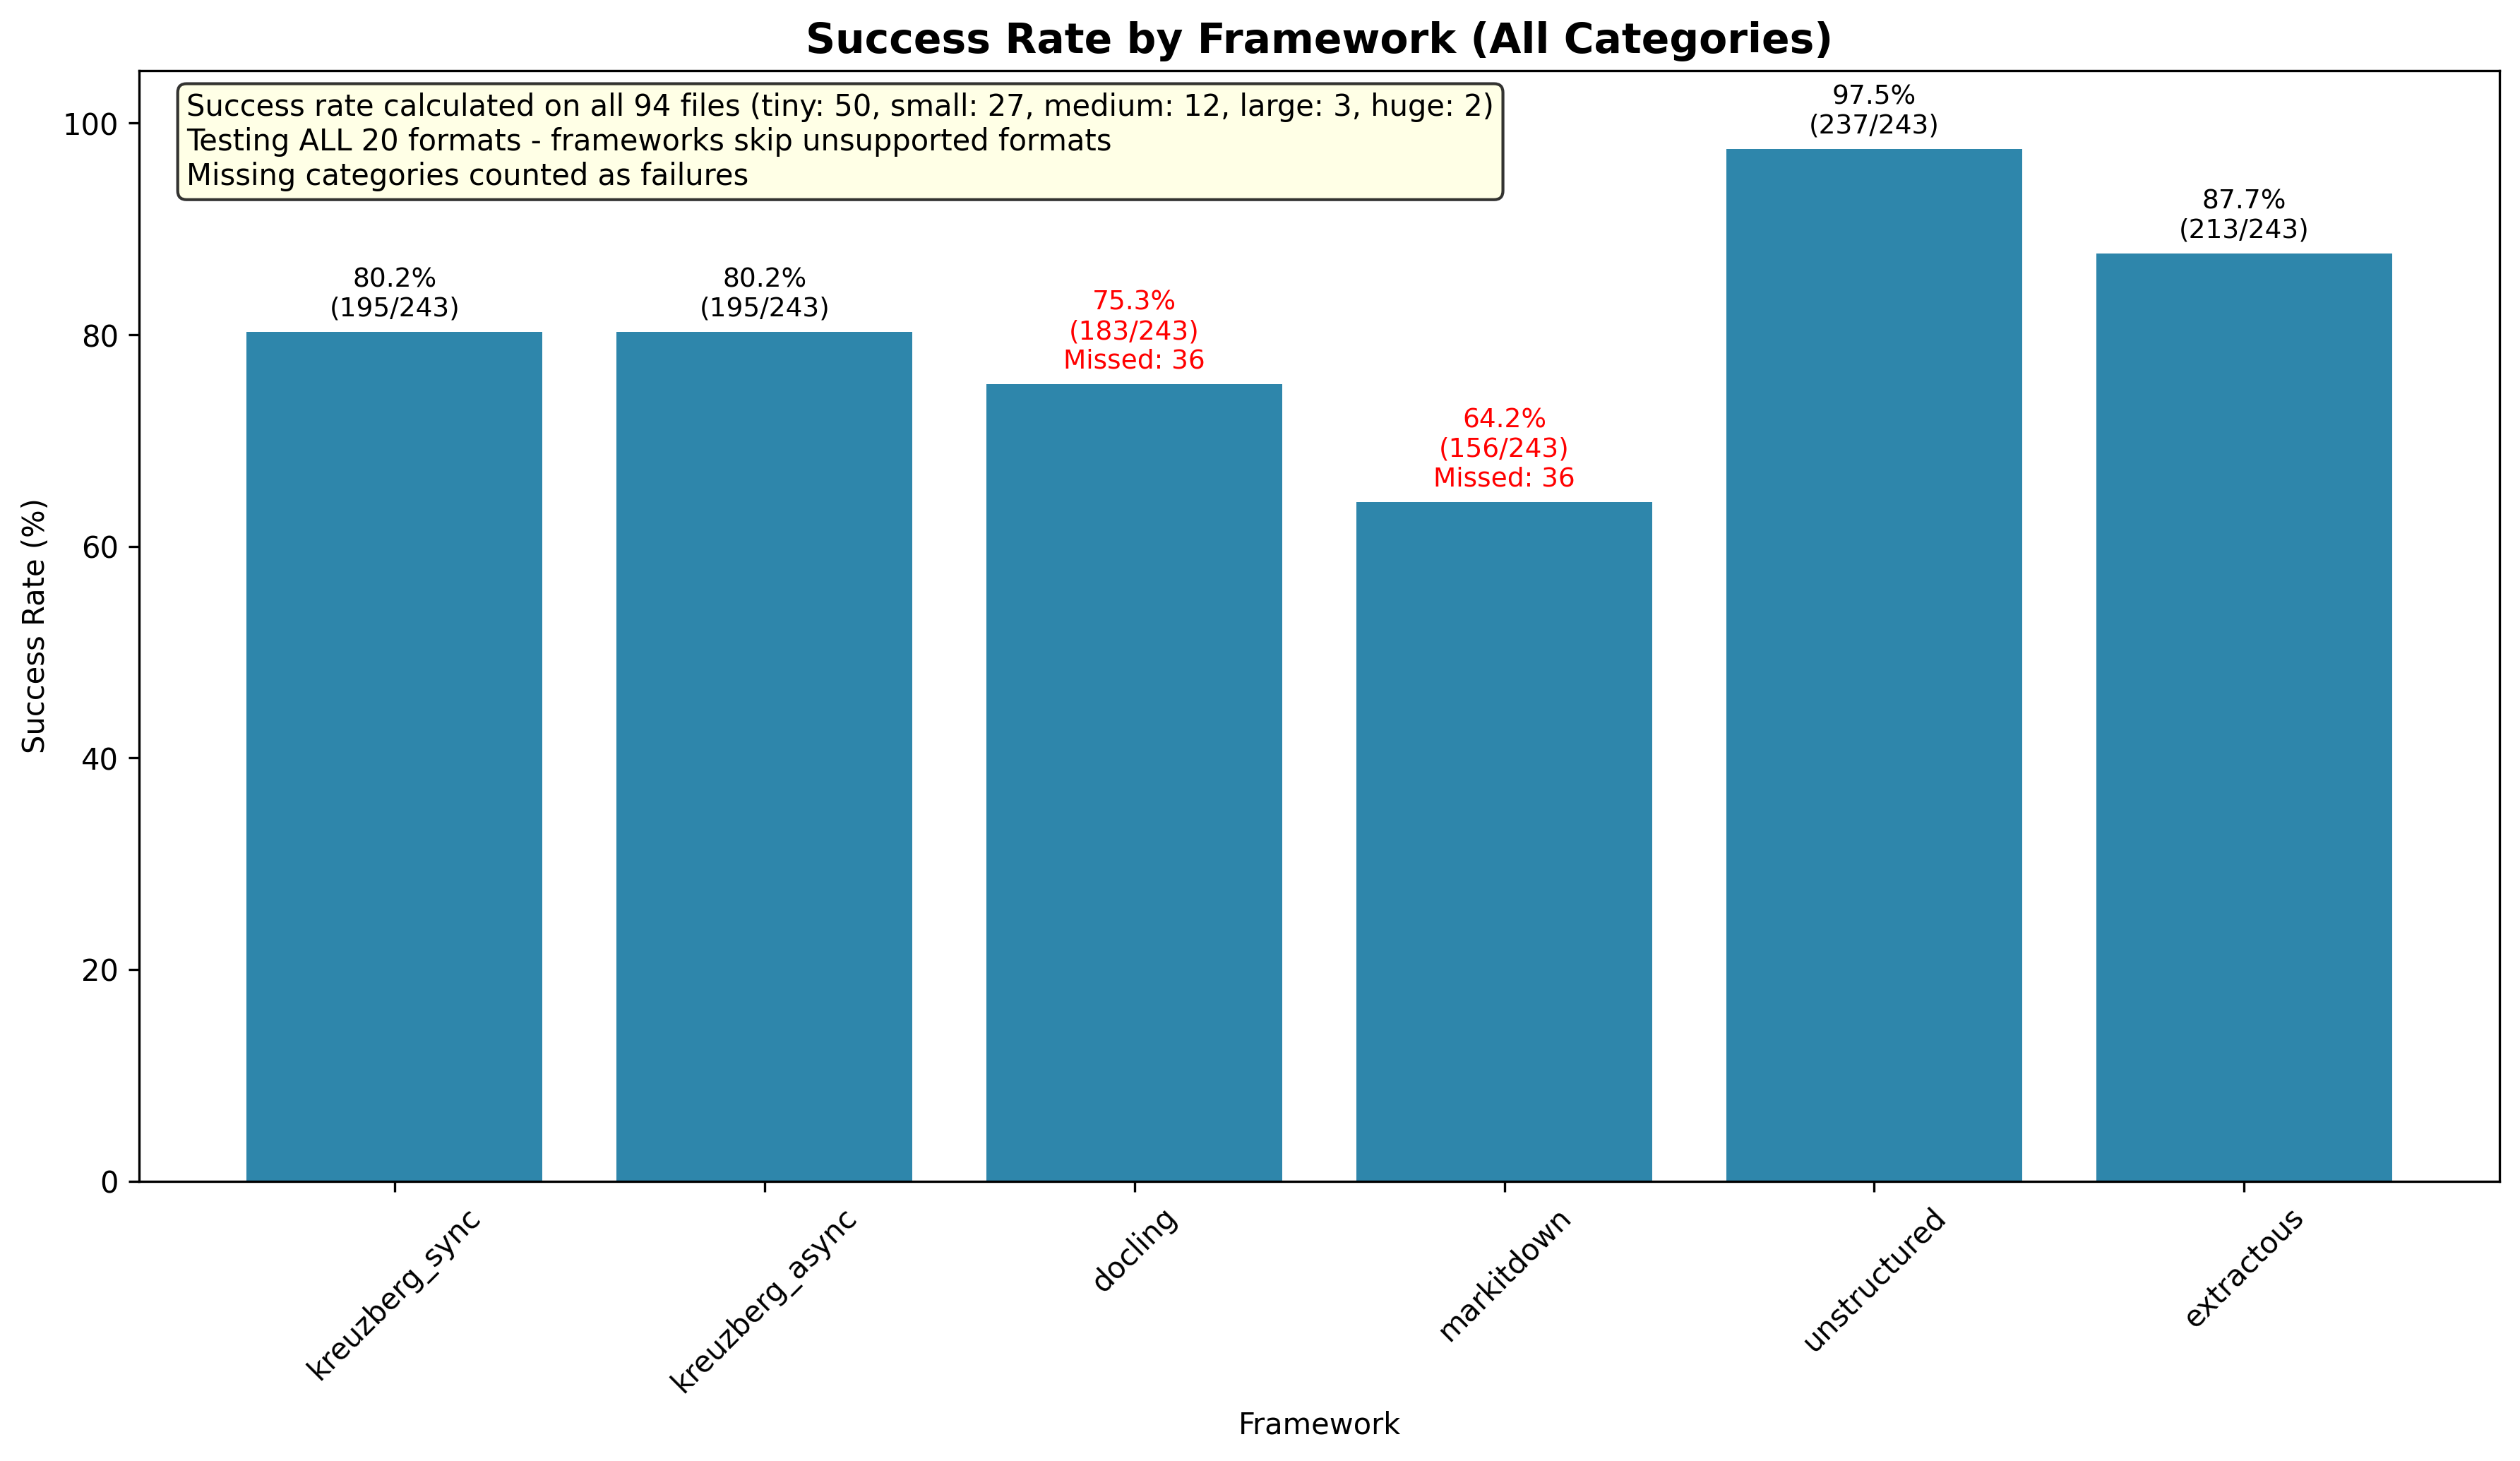 Success Rate by Framework (All Categories)
Success rate calculated on all 94 files (tiny: 50, small: 27, medium: 12, large: 3, huge: 2)
Testing ALL 20 formats - frameworks skip unsupported formats
Missing categories counted as failures
97.5%
(237/243)
87.7%
(213/243)
80.2%
(195/243)
80.2%
(195/243)
75.3%
(183/243)
Missed: 36
64.2%
(156/243)
Missed: 36
Success Rate (%)
100
80
60
40
20
0
kreuzberg_sync
kreuzberg_async
docling
markitdown
unstructured
extractous
Framework